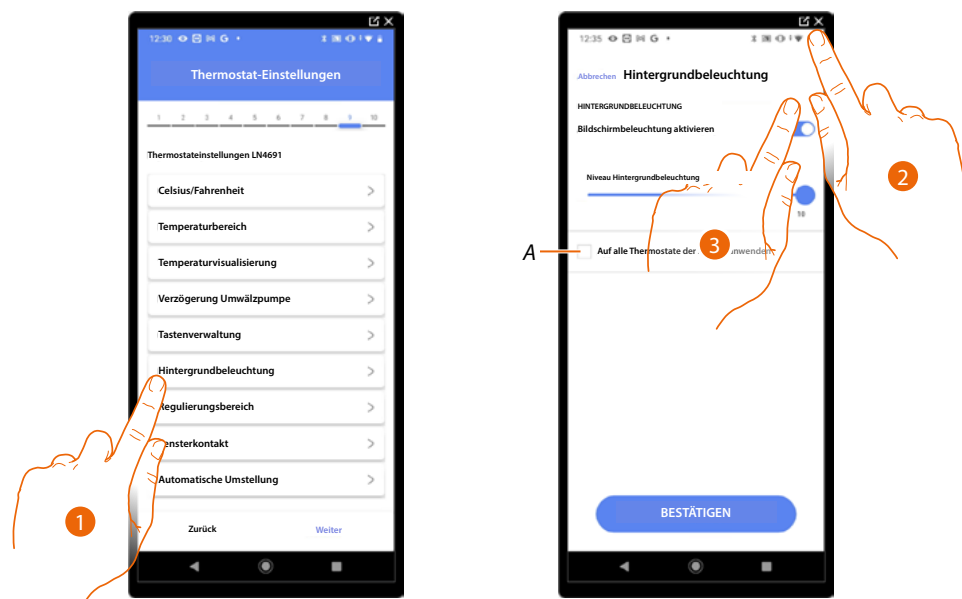 12:30 G
Thermostat-Einstellungen
1 2 3 4 5 6 7 8 9 10
Thermostateinstellungen LN4691
Celsius/Fahrenheit
Temperaturbereich
Temperaturvisualisierung
Verzögerung Umwälzpumpe
Tastenverwaltung
Hintergrundbeleuchtung
Regulierungsbereich
ensterkontakt
Automatische Umstellung
Zurück Weiter
1
12:35 G
Abbrechen Hintergrundbeleuchtung
HINTERGRUNDBELEUCHTUNG
Bildschirmbeleuchtung aktivieren
2
Niveau Hintergrundbeleuchtung
10
A
Auf alle Thermostate der anwenden
3
BESTÄTIGEN